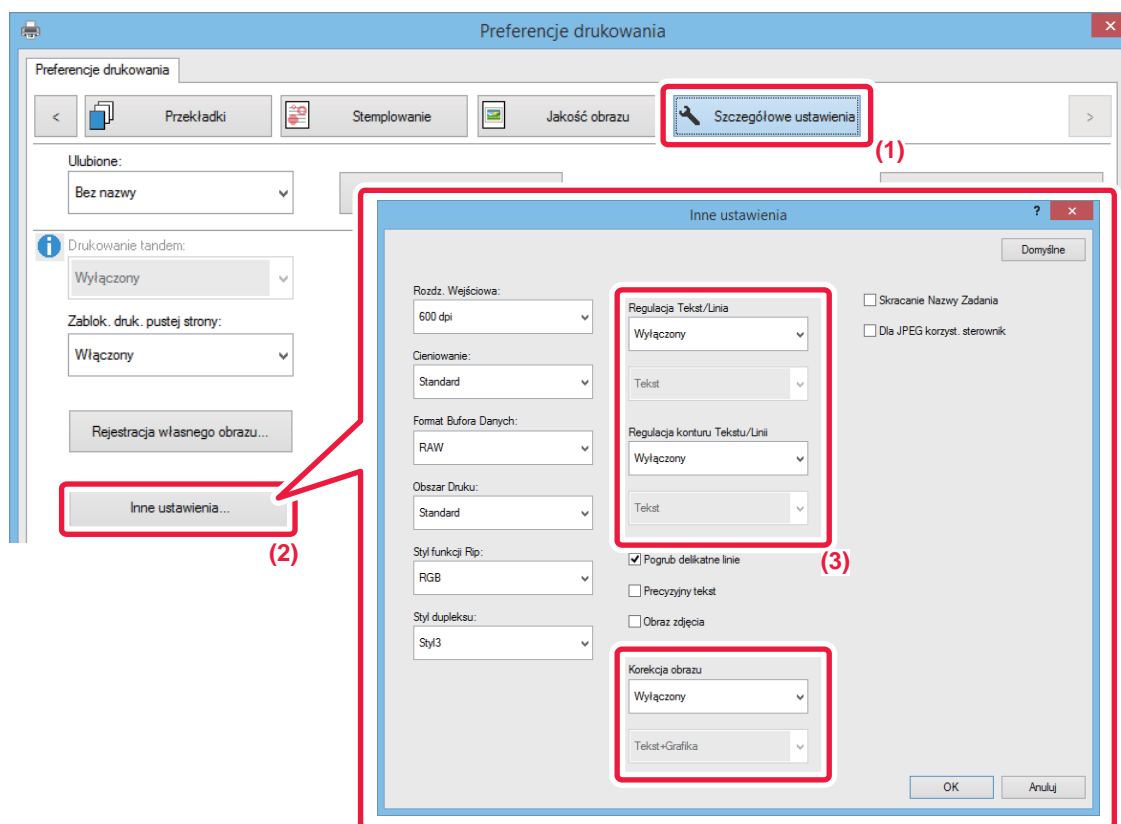 Preferencje drukowania
Preferencje drukowania
< Przekładki Stemplowanie Jakość obrazu Szczegółowe ustawienia >
(1)
Ulubione:
Bez nazwy
Drukowanie tandem:
Wyłączony
Zablok. druk. pustej strony:
Włączony
Rejestracja własnego obrazu...
Inne ustawienia...
(2)
Inne ustawienia
?
Domyślne
Rozdz. Wejściowa:
600 dpi
Cieniowanie:
Standard
Format Bufora Danych:
RAW
Obszar Druku:
Standard
Styl funkcji Rip:
RGB
Styl dupleksu:
Styl3
Regulacja Tekst/Linia
Wyłączony
Tekst
Regulacja konturu Tekstu/Linii
Wyłączony
Tekst
(3)
Pogrub delikatne linie
Precyzyjny tekst
Obraz zdjęcia
Korekcja obrazu
Wyłączony
Tekst+Grafika
Skracanie Nazwy Zadania
Dla JPEG korzyst. sterownik
OK Anuluj